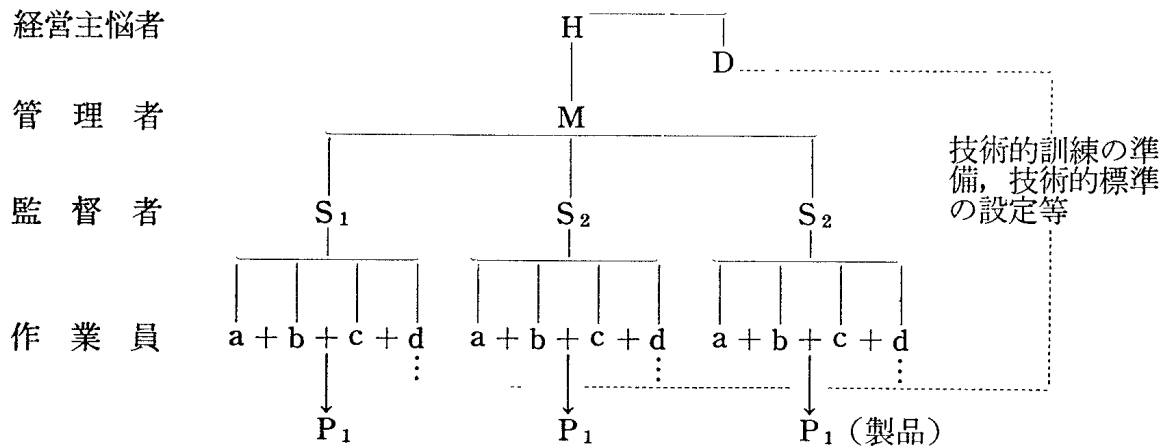 経営主悩者 H
D
管理者 M
技術的訓練の準
備，技術的標準
の設定等
監督者 S₁ S₂ S₂
作業員 a + b + c + d a + b + c + d a + b + c + d
P₁ P₁ P₁（製品）